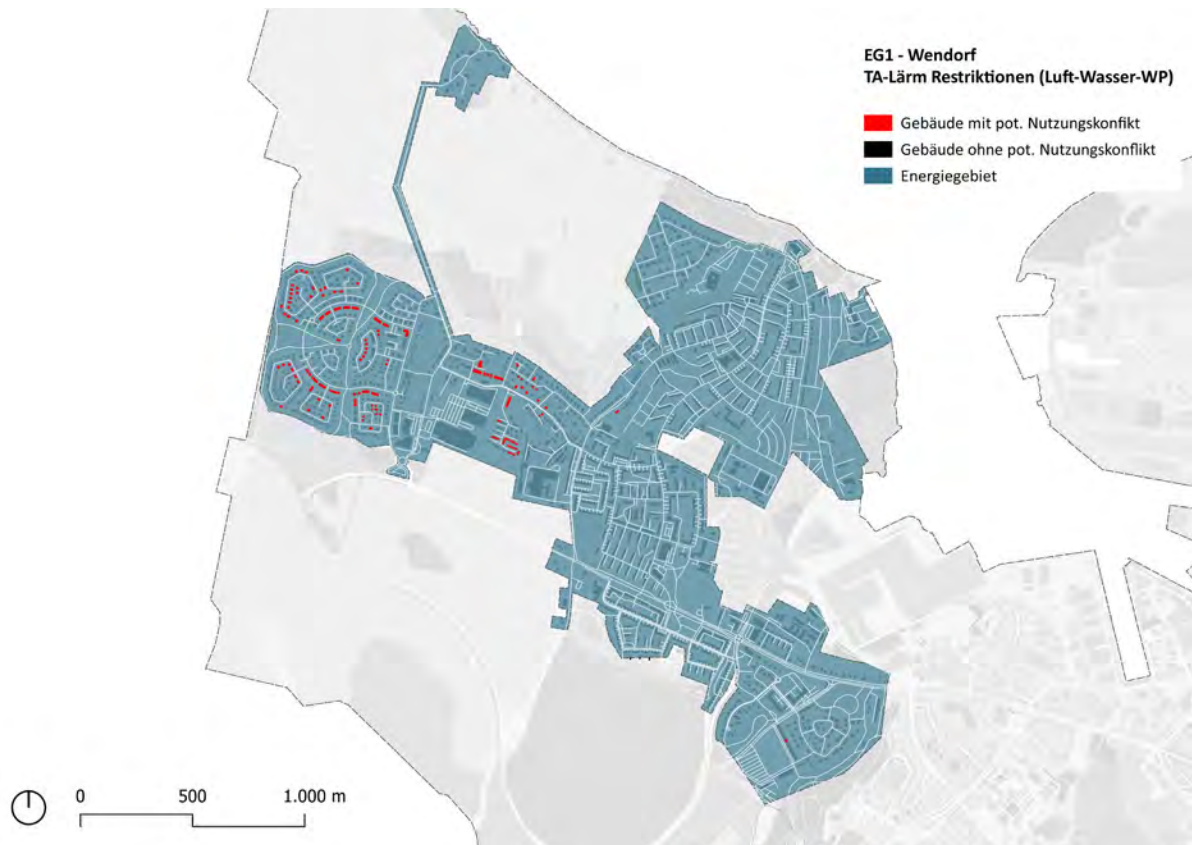 EG1 - Wendorf
TA-Lärm Restriktionen (Luft-Wasser-WP)
Gebäude mit pot. Nutzungskonfikt
Gebäude ohne pot. Nutzungskonflikt
Energiegebiet
0 500 1.000 m